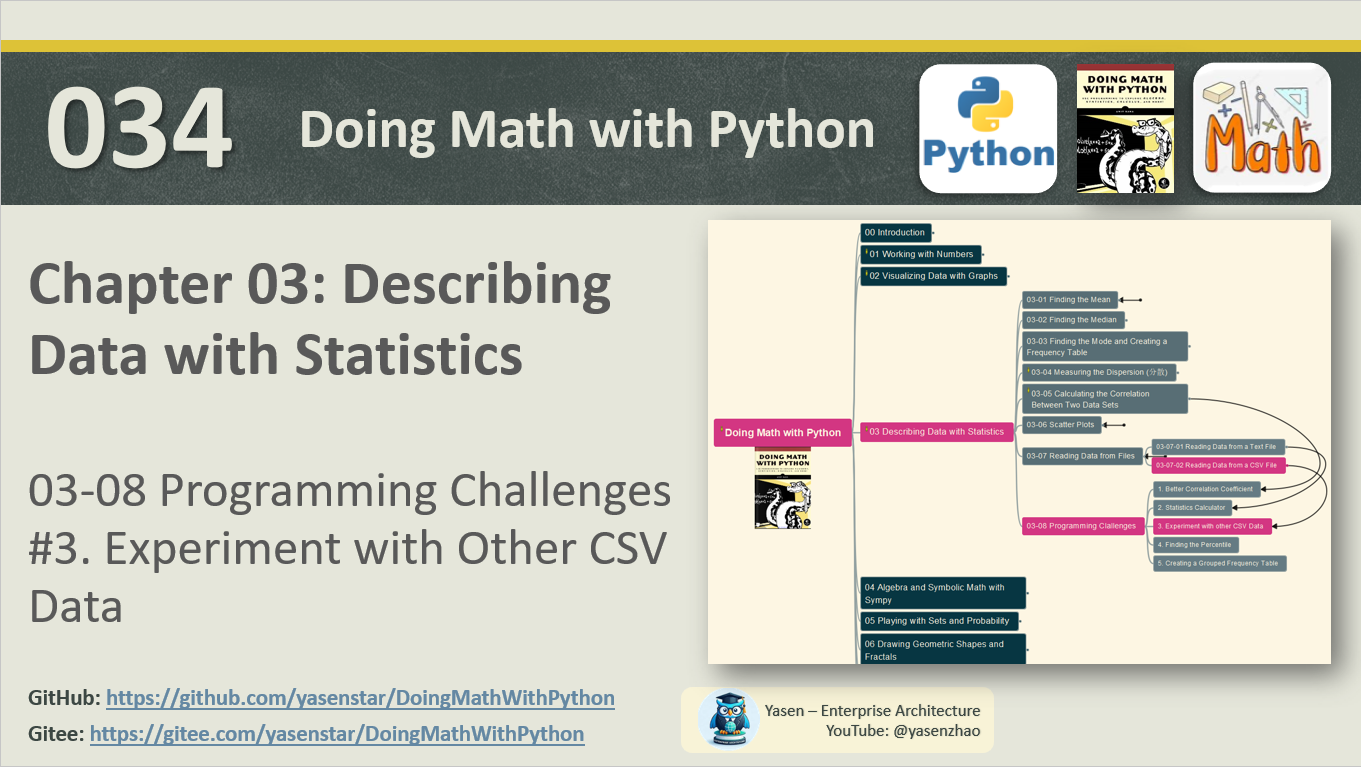 034
Doing Math with Python
Python
DOING MATH
WITH PYTHON
Math
Chapter 03: Describing
Data with Statistics
03-08 Programming Challenges
#3. Experiment with Other CSV
Data
GitHub: https://github.com/yasenstar/DoingMathWithPython
Gitee: https://gitee.com/yasenstar/DoingMathWithPython
Doing Math with Python
DOING MATH
WITH PYTHON
00 Introduction
01 Working with Numbers
02 Visualizing Data with Graphs
03 Describing Data with Statistics
03-01 Finding the Mean
03-02 Finding the Median
03-03 Finding the Mode and Creating a
Frequency Table
03-04 Measuring the Dispersion (分散)
03-05 Calculating the Correlation
Between Two Data Sets
03-06 Scatter Plots
03-07 Reading Data from Files
03-07-01 Reading Data from a Text File
03-07-02 Reading Data from a CSV File
03-08 Programming Challenges
1. Better Correlation Coefficient
2. Statistics Calculator
3. Experiment with other CSV Data
4. Finding the Percentile
5. Creating a Grouped Frequency Table
04 Algebra and Symbolic Math with
Sympy
05 Playing with Sets and Probability
06 Drawing Geometric Shapes and
Fractals
Yasen – Enterprise Architecture
YouTube: @yasenzhao